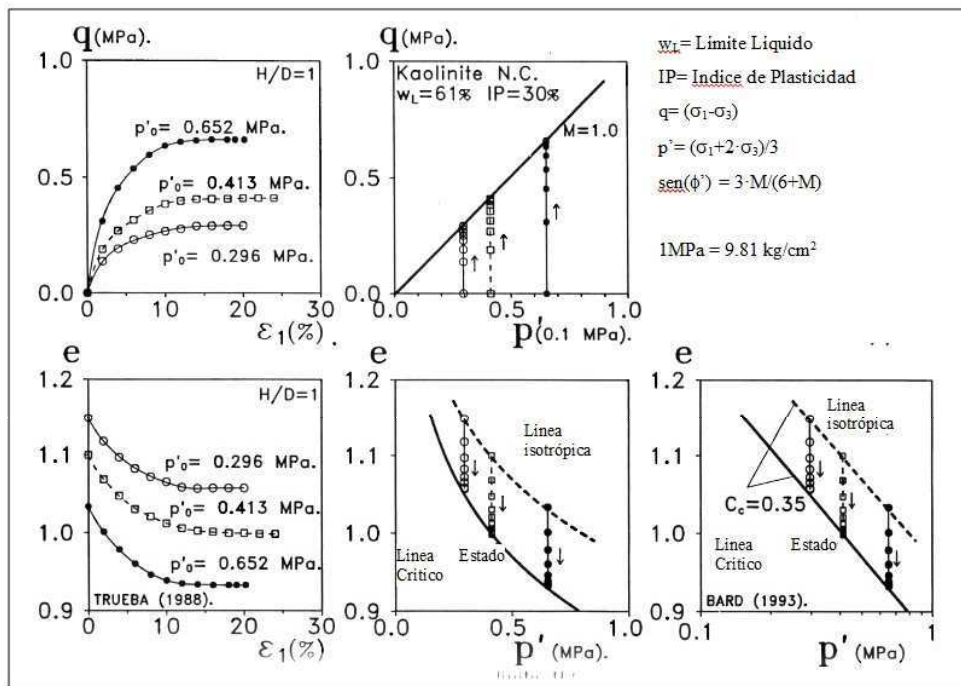 q(MPa).
H/D=1
p'₀= 0.652 MPa.
p'₀= 0.413 MPa.
p'₀= 0.296 MPa.
1.0
0.5
0.0
0 10 20 30
ε₁(%) .
q(MPa).
Kaolinite N.C.
w_L=61% IP=30%
M=1.0
1.0
0.5
0.0
0.0 0.5 1.0
p'(0.1 MPa).
w_L= Límite Liquido
IP= Indice de Plasticidad
q= (σ₁-σ₃)
p'= (σ₁+2·σ₃)/3
sen(ϕ') = 3·M/(6+M)
1MPa = 9.81 kg/cm²
e
H/D=1
p'₀= 0.296 MPa.
p'₀= 0.413 MPa.
p'₀= 0.652 MPa.
TRUEBA (1988).
1.2
1.1
1.0
0.9
0 10 20 30
ε₁(%)
e
Linea
isotrópica
Linea Estado
Critico
1.2
1.1
1.0
0.9
0.0 0.5 1.0
p' (MPa).
e
Linea
isotrópica
C_c=0.35
Linea Estado
Critico
BARD (1993).
1.2
1.1
1.0
0.9
0.1 1
p' (MPa)